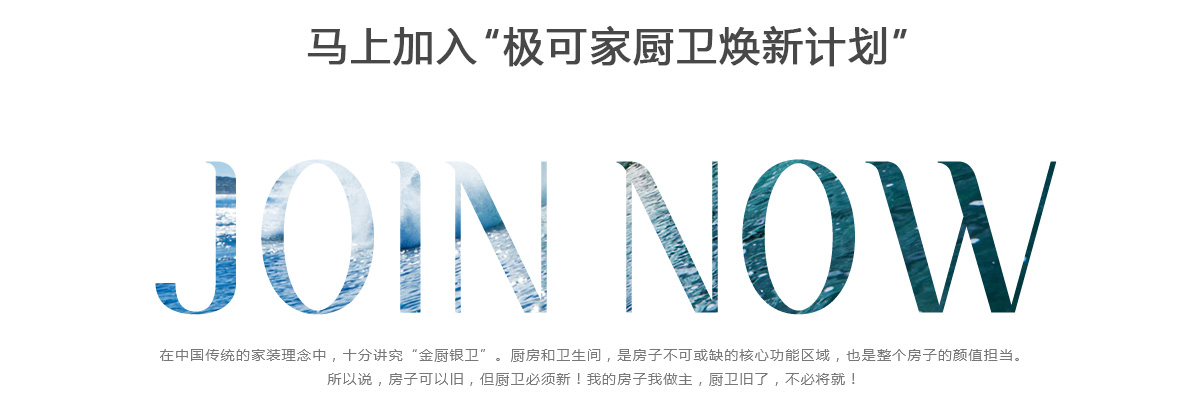 马上加入“极可家厨卫焕新计划”
JOIN NOW
在中国传统的家装理念中，十分讲究“金厨银卫”。厨房和卫生间，是房子不可或缺的核心功能区域，也是整个房子的颜值担当。
所以说，房子可以旧，但厨卫必须新！我的房子我做主，厨卫旧了，不必将就！